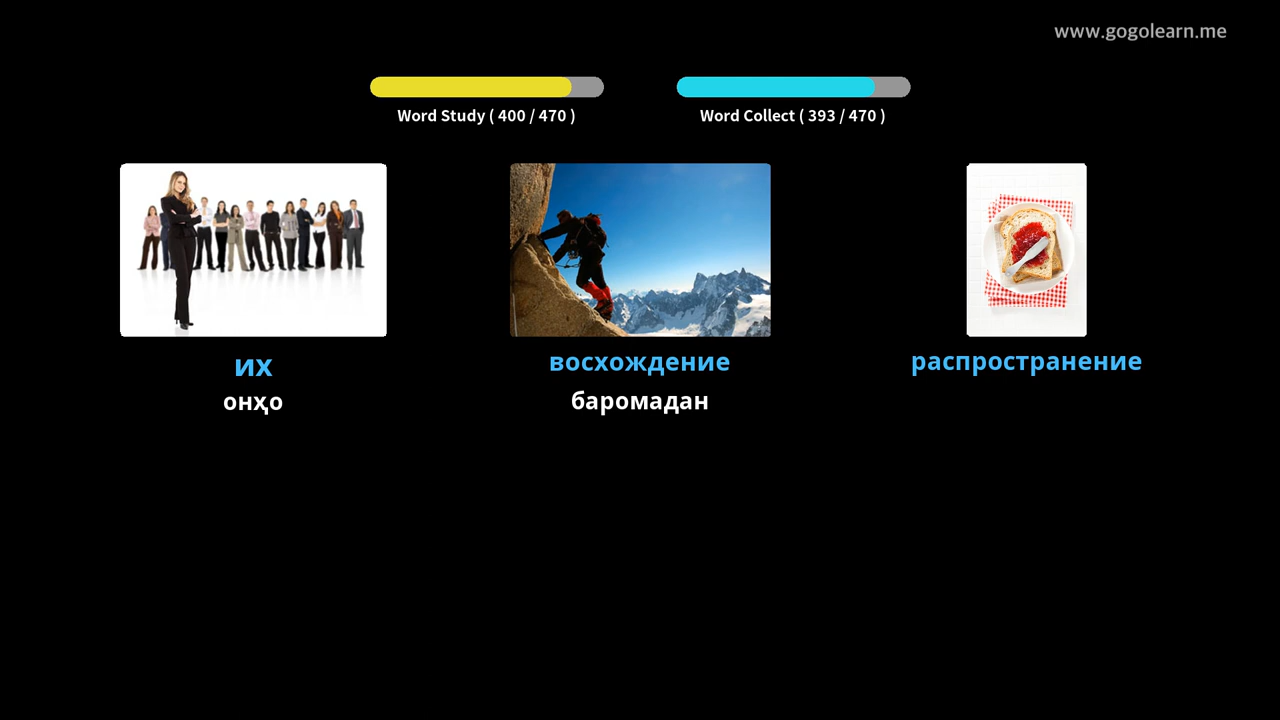 www.gogolearn.me
Word Study ( 400 / 470 )
Word Collect ( 393 / 470 )
их
онҳо
восхождение
баромадан
распространение